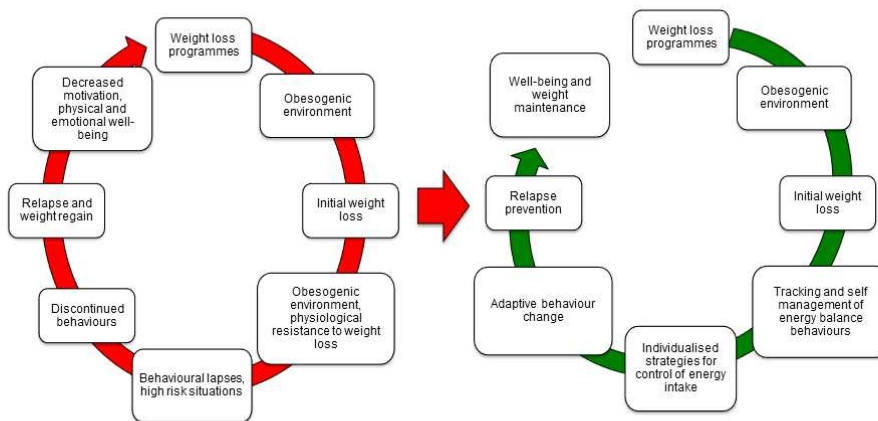 Weight loss
programmes
Obesogenic
environment
Initial weight
loss
Obesogenic
environment,
physiological
resistance to weight
loss
Behavioural lapses,
high risk situations
Discontinued
behaviours
Relapse and
weight regain
Decreased
motivation,
physical and
emotional well-
being
Weight loss
programmes
Obesogenic
environment
Initial weight
loss
Tracking and self
management of
energy balance
behaviours
Individualised
strategies for
control of energy
intake
Adaptive behaviour
change
Relapse
prevention
Well-being and
weight
maintenance